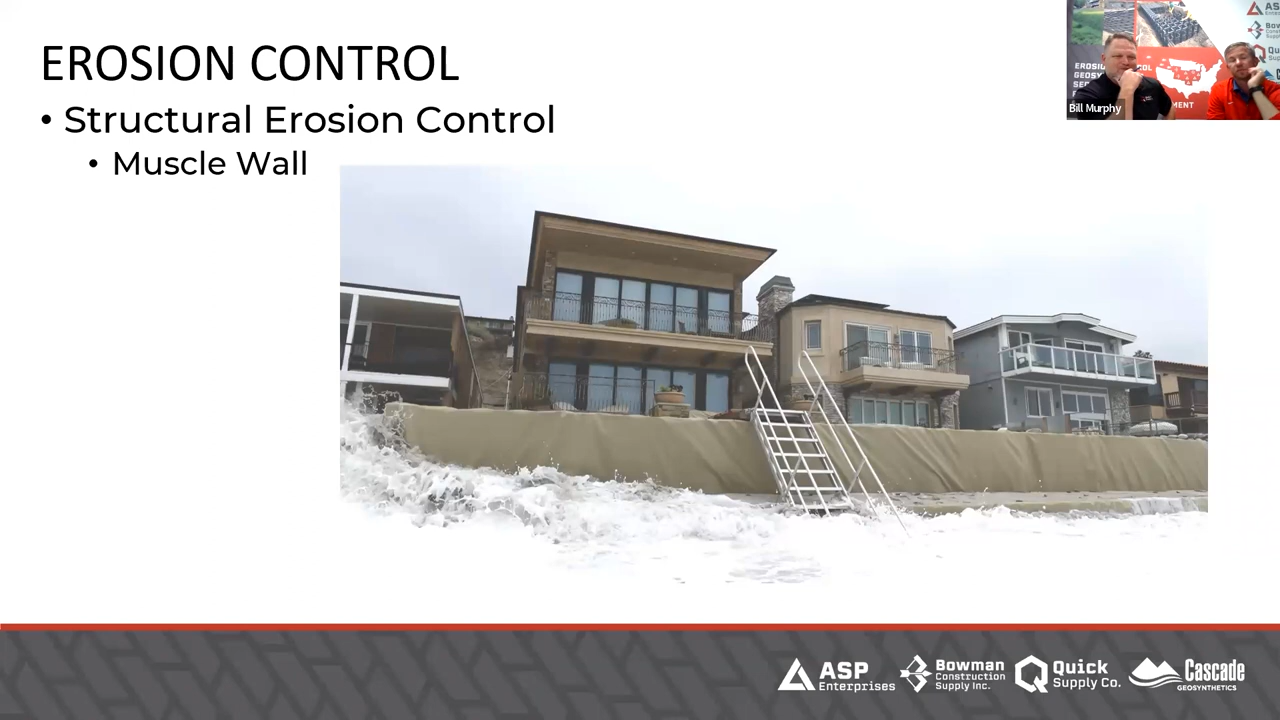 EROSION CONTROL
• Structural Erosion Control
• Muscle Wall
Bill Murphy
ASP
Enterprises
Bowman
Construction
Supply Inc.
Quick
Supply Co.
Cascade
GEOSYNTHETICS